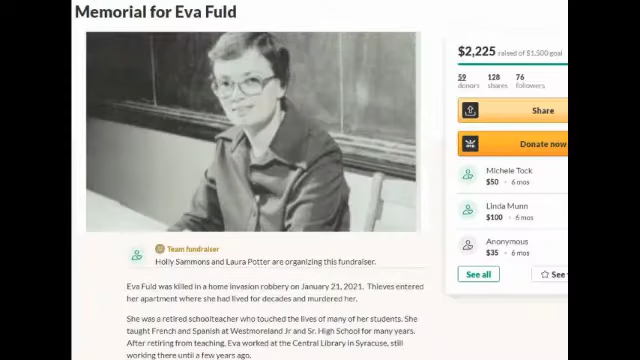 Memorial for Eva Fuld
$2,225 raised of $1,500 goal
59 donors
128 shares
76 followers
Share
Donate now
Michele Tock
$50 · 6 mos
Linda Munn
$100 · 6 mos
Anonymous
$35 · 6 mos
See all
See
Team fundraiser
Holly Sammons and Laura Potter are organizing this fundraiser.
Eva Fuld was killed in a home invasion robbery on January 21, 2021. Thieves entered
her apartment where she had lived for decades and murdered her.
She was a retired schoolteacher who touched the lives of many of her students. She
taught French and Spanish at Westmoreland Jr and Sr. High School for many years.
After retiring from teaching, Eva worked at the Central Library in Syracuse, still
working there until a few years ago.